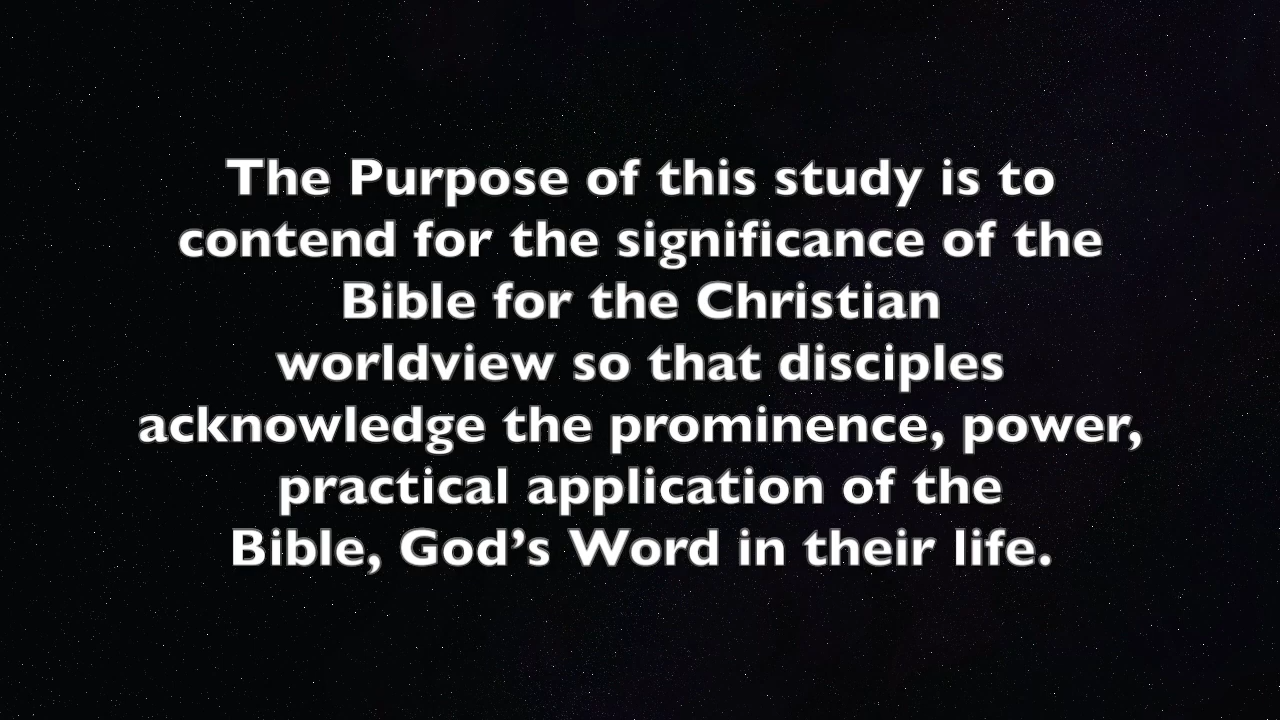 The Purpose of this study is to
contend for the significance of the
Bible for the Christian
worldview so that disciples
acknowledge the prominence, power,
practical application of the
Bible, God’s Word in their life.